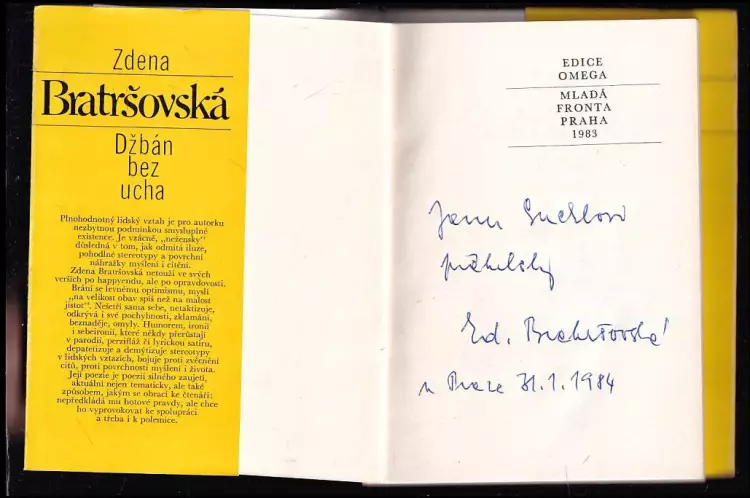 Zdena
Bratršovská
Džbán
bez
ucha
Plnohodnotný lidský vztah je pro autorku
nezbytnou podmínkou smysluplné
existence. Je vzácně, „nežensky"
důsledná v tom, jak odmítá iluze,
pohodlné stereotypy a povrchní
náhražky myšlení i cítění.
Zdena Bratršovská netouží ve svých
verších po happyendu, ale po opravdovosti.
Brání se levnému optimismu, myslí
„na velikost obav spíš než na malost
jistot". Nešetří sama sebe, netaktizuje,
odkrývá i své pochybnosti, zklamání,
beznaděje, omyly. Humorem, ironií
i sebeironií, které někdy přerůstají
v parodii, persifláž či lyrickou satiru,
depatetizuje a demýtizuje stereotypy
v lidských vztazích, bojuje proti zvěcnění
citů, proti povrchnosti myšlení i života.
Její poezie je poezií silného zaujetí,
aktuální nejen tematicky, ale také
způsobem, jakým se obrací ke čtenáři:
nepředkládá mu hotové pravdy, ale chce
ho vyprovokovat ke spolupráci
a třeba i k polemice.
EDICE
OMEGA
MLADÁ
FRONTA
PRAHA
1983
Janu Suchlovi
přátelsky
Zd. Bratršovská
v Praze 31.1.1984